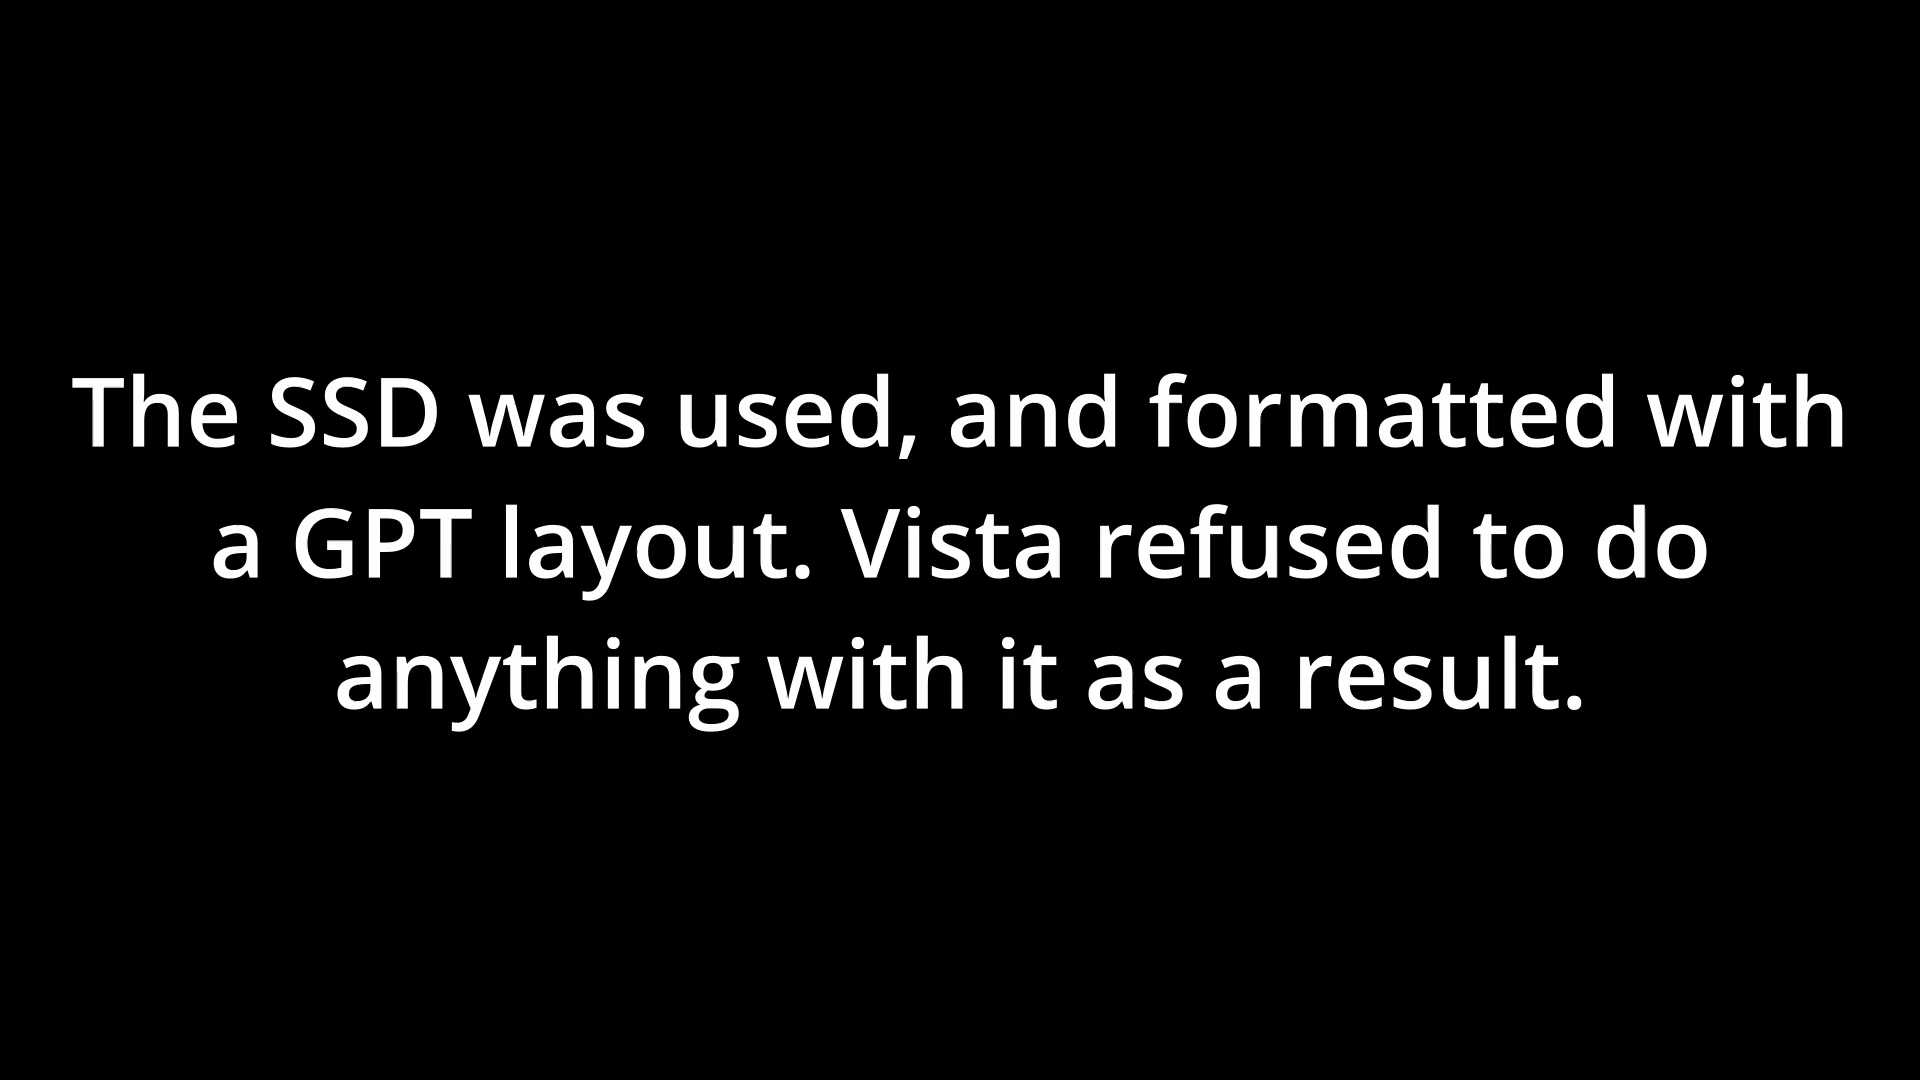 The SSD was used, and formatted with
a GPT layout. Vista refused to do
anything with it as a result.